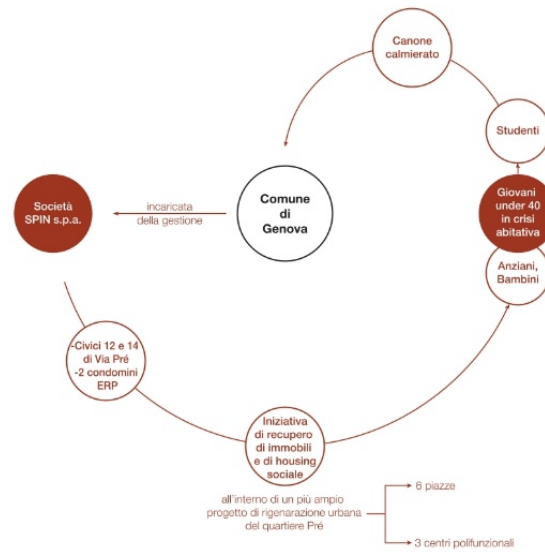 Canone
calmierato
Studenti
Società
SPIN s.p.a.
incaricata
della gestione
Comune
di
Genova
Giovani
under 40
in crisi
abitativa
Anziani,
Bambini
-Civici 12 e 14
di Via Pré
-2 condomini
ERP
Iniziativa
di recupero
di immobili
e di housing
sociale
all'interno di un più ampio
progetto di rigenarazione urbana
del quartiere Pré
6 piazze
3 centri polifunzionali